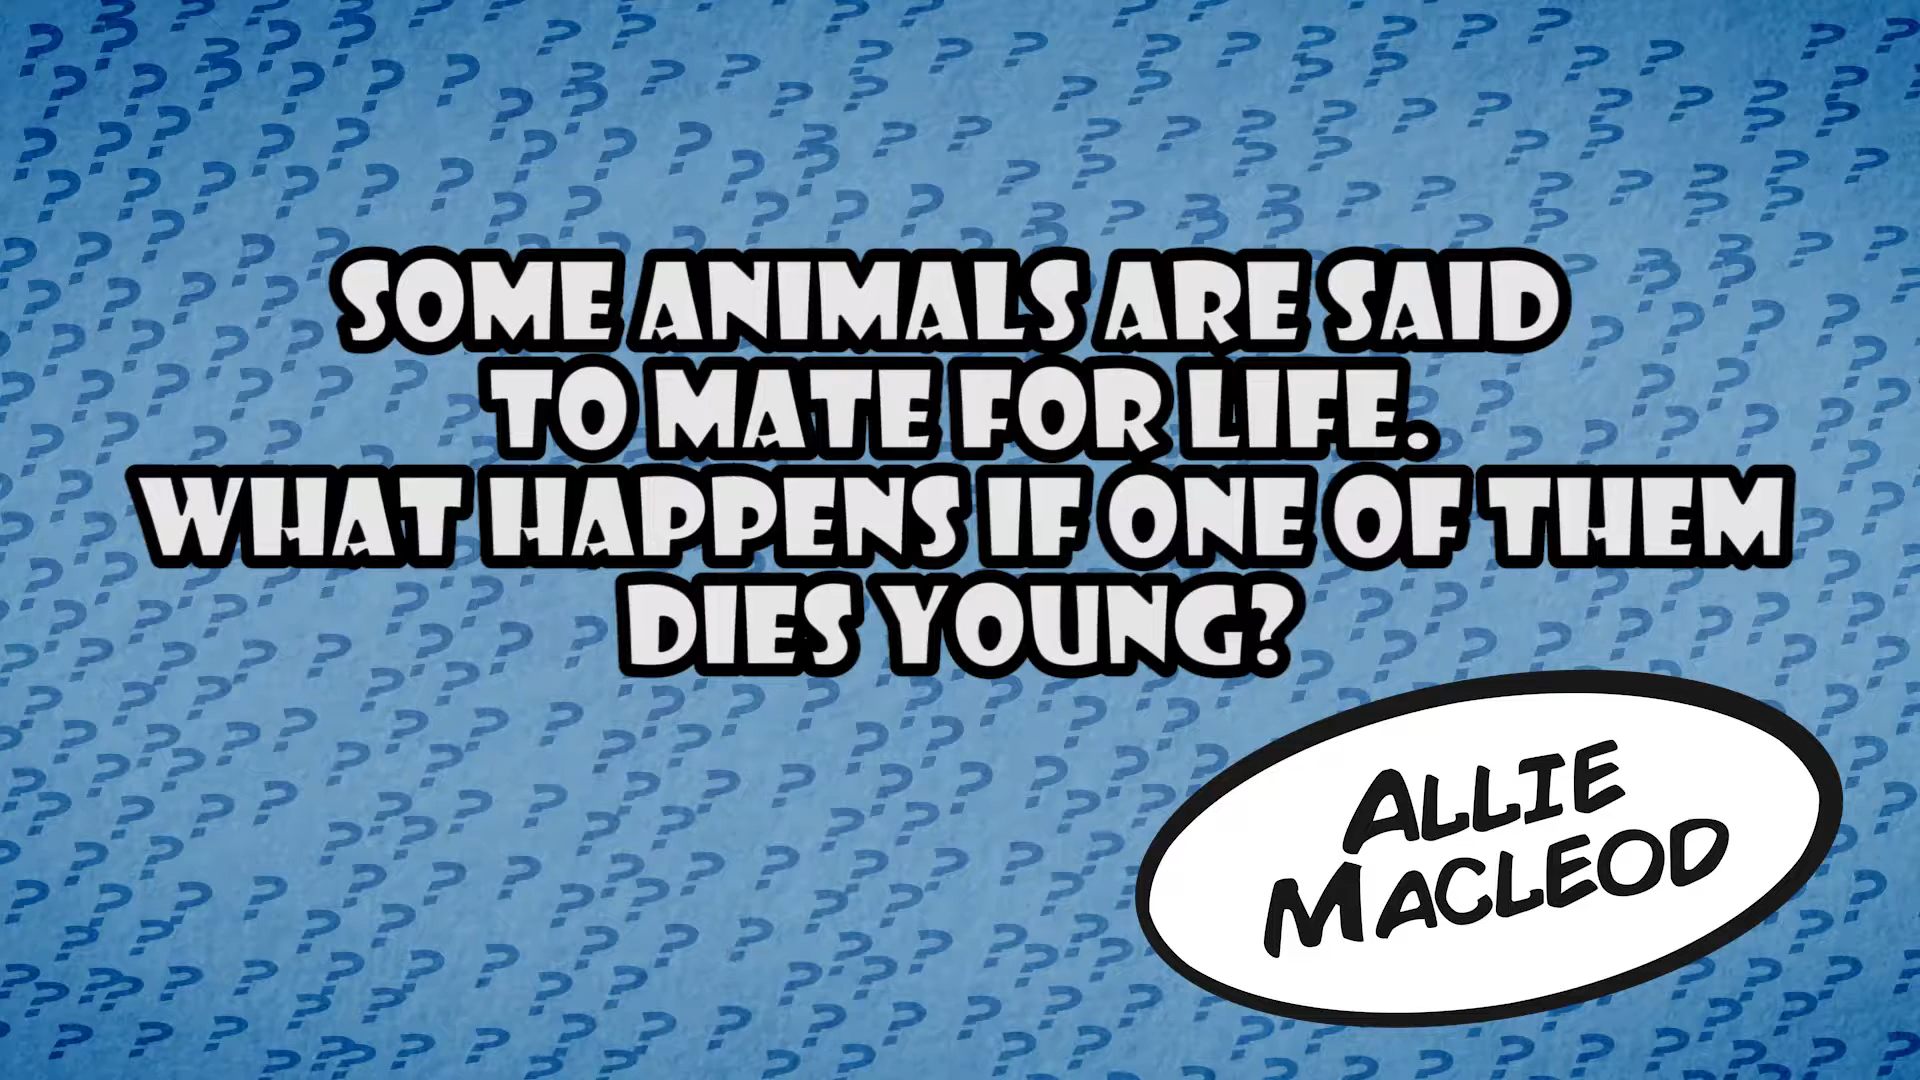 SOME ANIMALS ARE SAID
TO MATE FOR LIFE.
WHAT HAPPENS IF ONE OF THEM
DIES YOUNG?
ALLIE
MACLEOD